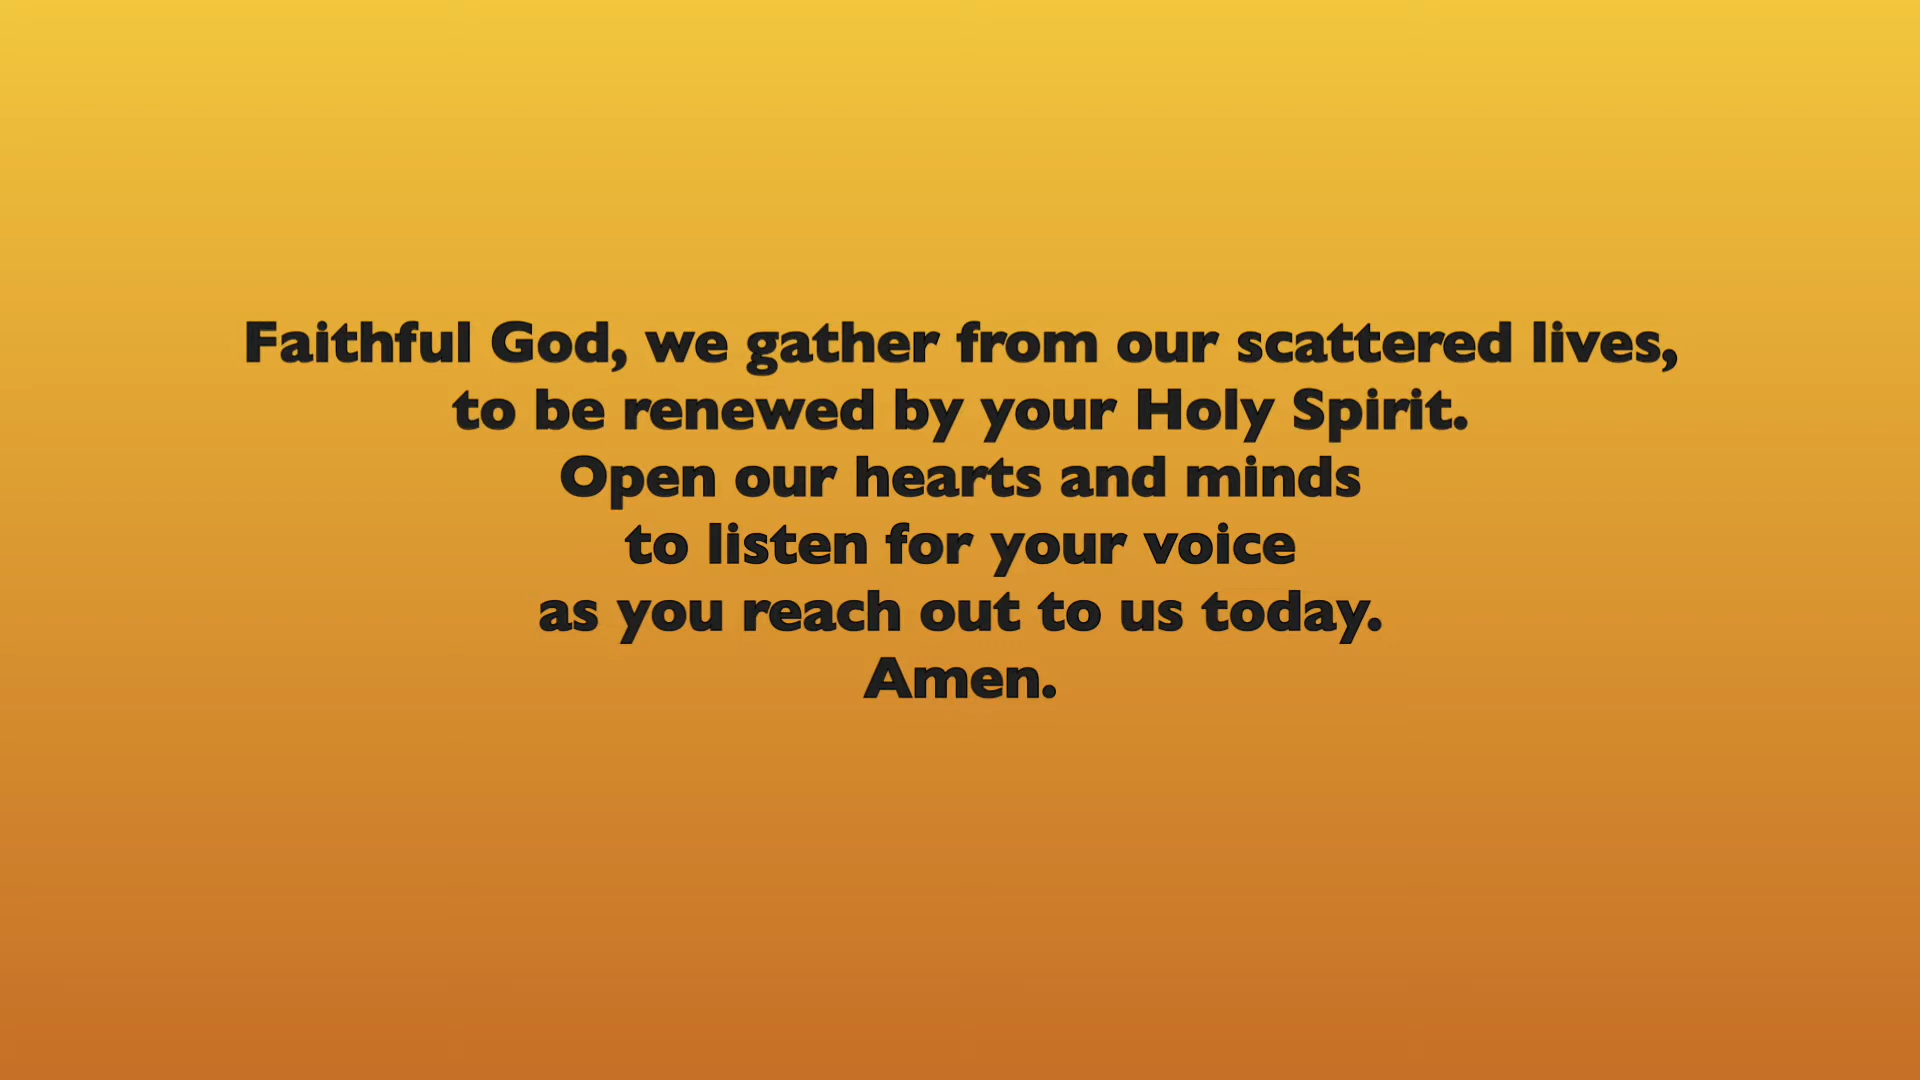 Faithful God, we gather from our scattered lives,
to be renewed by your Holy Spirit.
Open our hearts and minds
to listen for your voice
as you reach out to us today.
Amen.